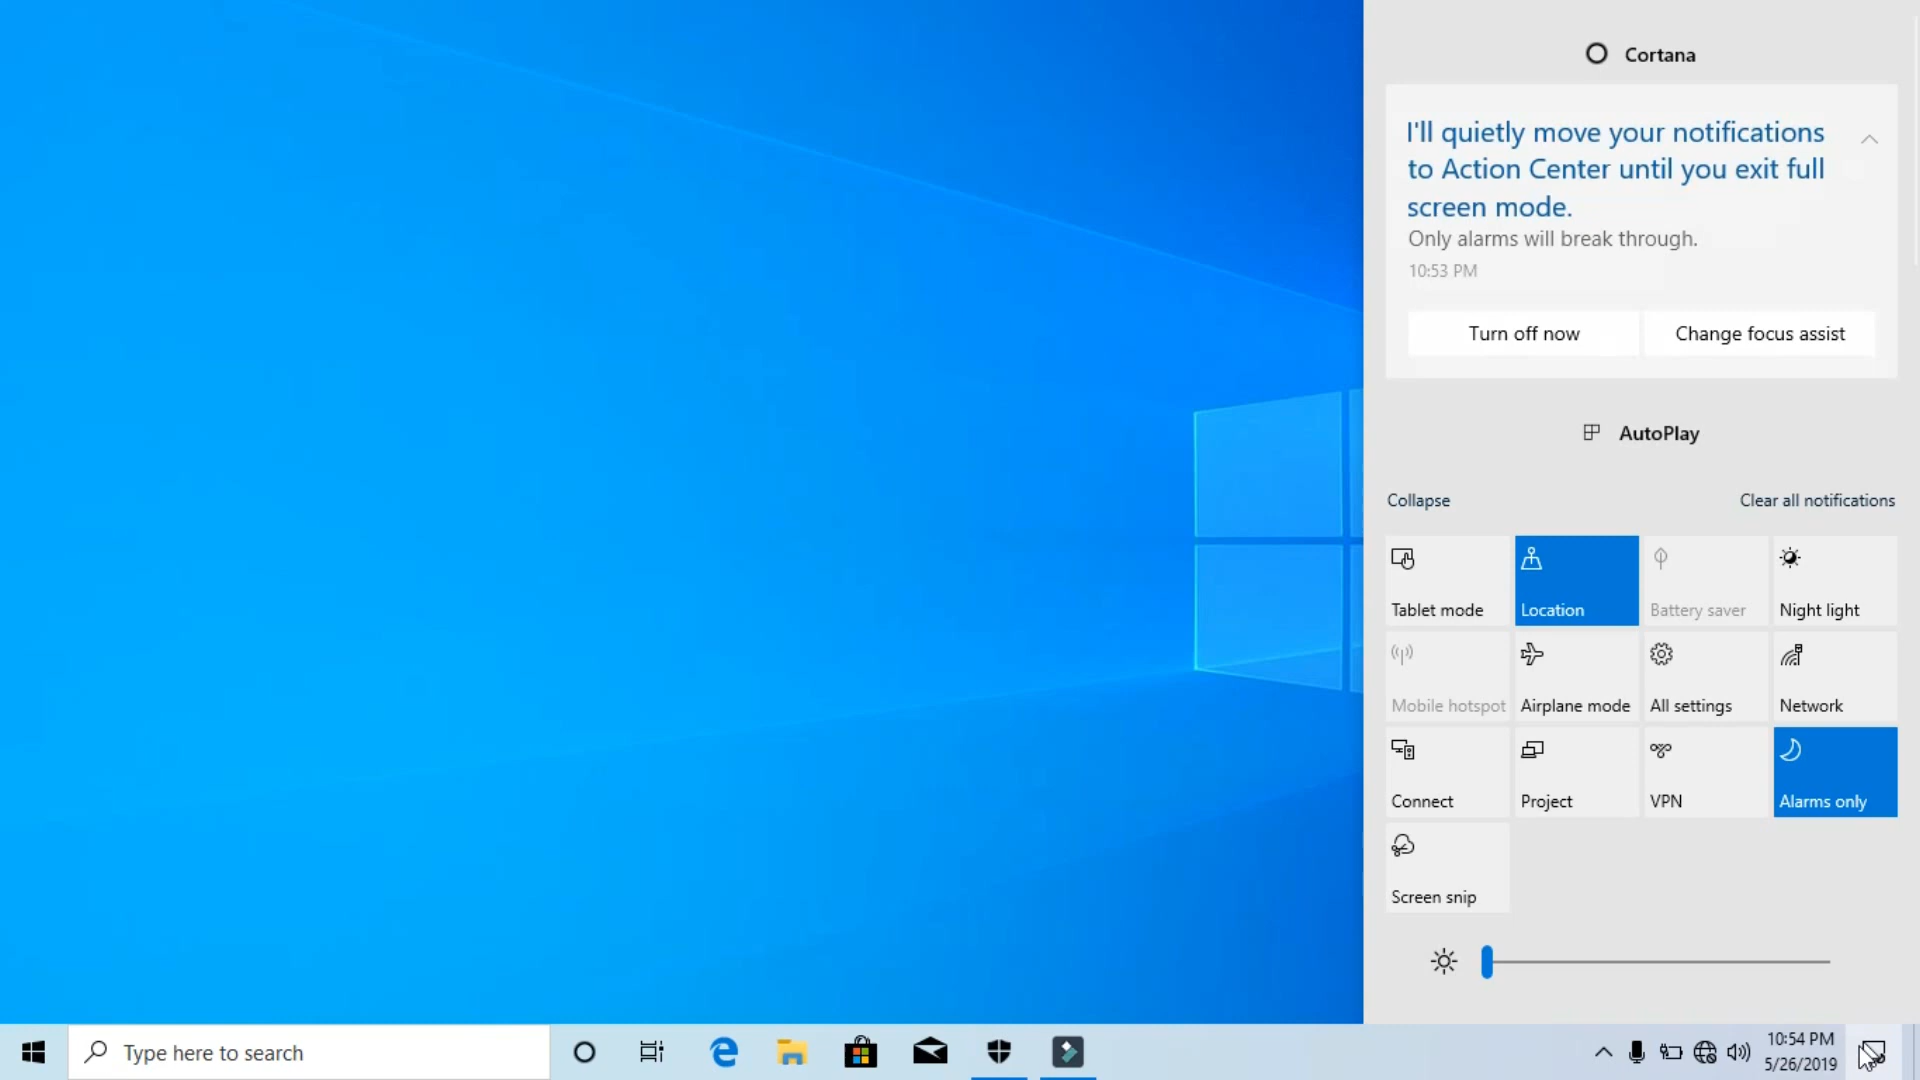 Cortana
I'll quietly move your notifications
to Action Center until you exit full
screen mode.
Only alarms will break through.
10:53 PM
Turn off now
Change focus assist
AutoPlay
Collapse
Clear all notifications
Tablet mode
Location
Battery saver
Night light
Mobile hotspot
Airplane mode
All settings
Network
Connect
Project
VPN
Alarms only
Screen snip
Type here to search
10:54 PM
5/26/2019